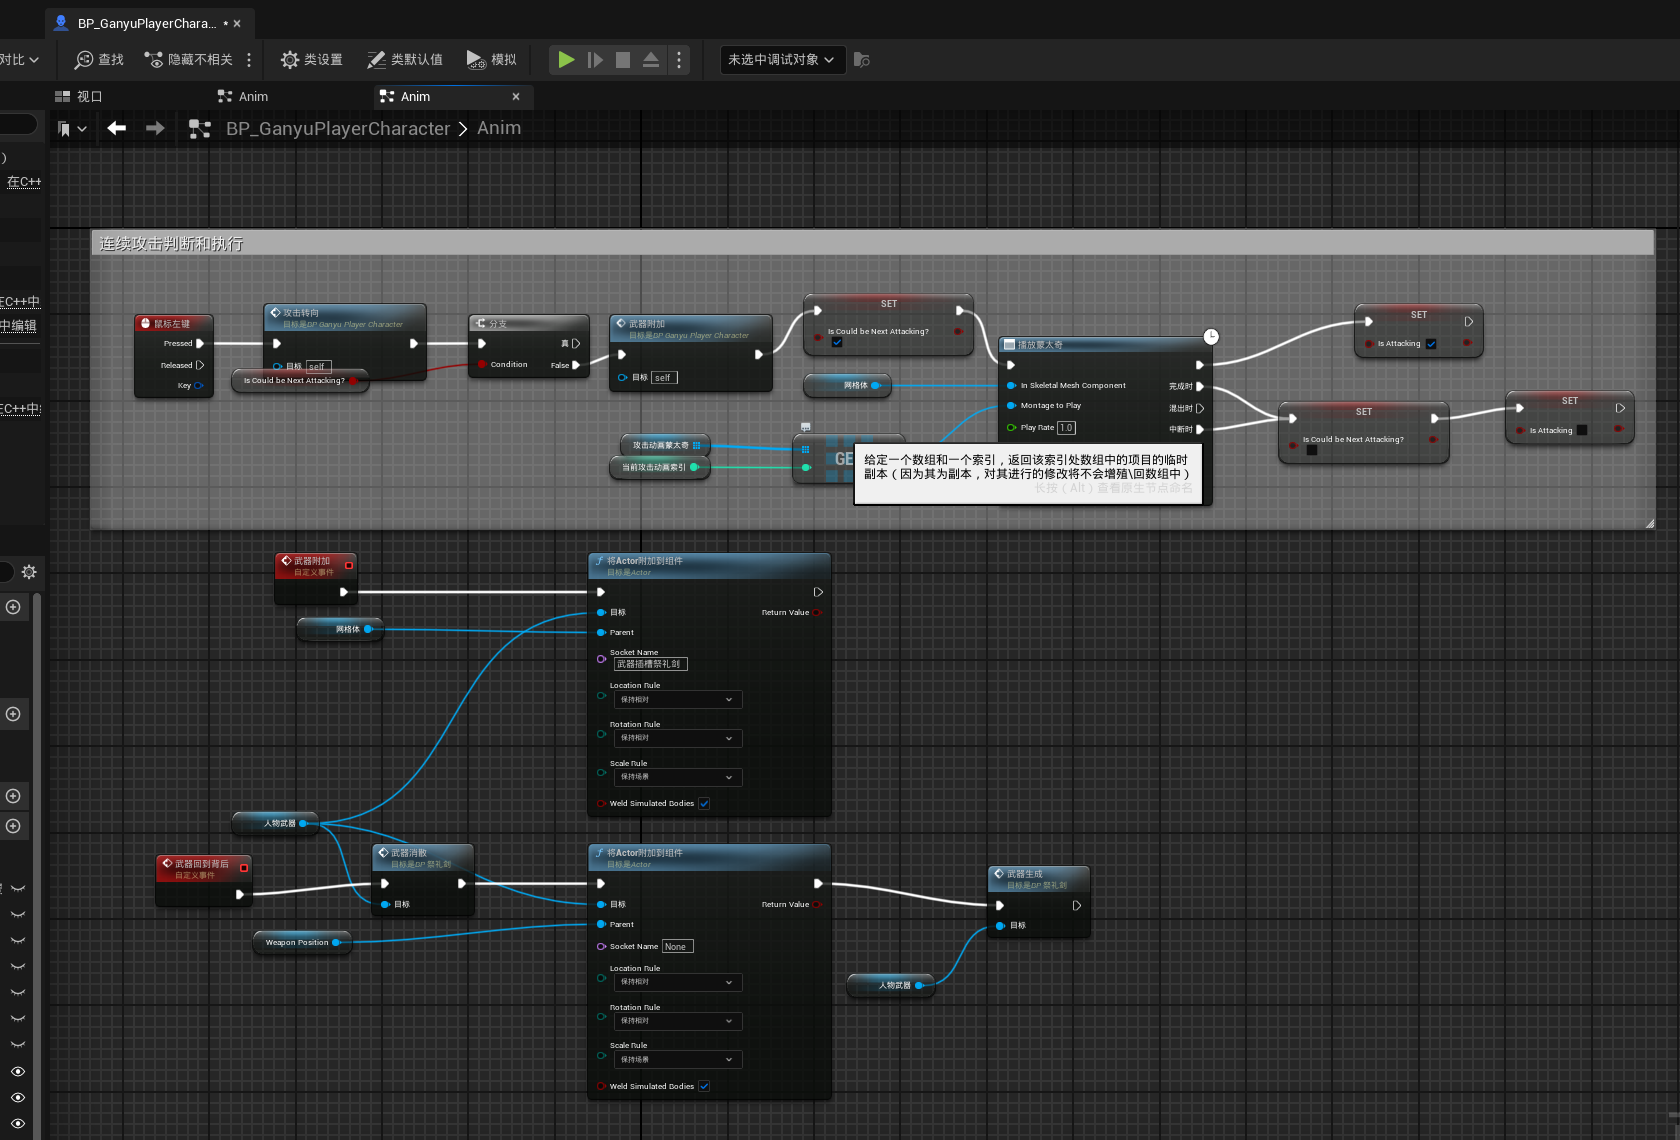 BP_GanyuPlayerChara...
对比
查找
隐藏不相关
类设置
类默认值
模拟
未选中调试对象
视口
Anim
Anim
BP_GanyuPlayerCharacter > Anim
)
在C++
在C++中
中编辑
连续攻击判断和执行
鼠标左键
Pressed
Released
Key
攻击转向
目标是BP Ganyu Player Character
目标 self
Is Could be Next Attacking?
分支
真
Condition
False
武器附加
目标是BP Ganyu Player Character
目标 self
SET
Is Could be Next Attacking?
网格体
播放蒙太奇
In Skeletal Mesh Component
完成时
Montage to Play
混出时
Play Rate 1.0
中断时
攻击动画蒙太奇
当前攻击动画索引
GE
给定一个数组和一个索引，返回该索引处数组中的项目的临时
副本（因为其为副本，对其进行的修改将不会增殖\回数组中）
长按（Alt）查看原生节点命名
SET
Is Attacking
SET
Is Could be Next Attacking?
SET
Is Attacking
武器附加
自定义事件
网格体
将Actor附加到组件
目标是Actor
目标
Return Value
Parent
Socket Name
武器插槽祭礼剑
Location Rule
保持相对
Rotation Rule
保持相对
Scale Rule
保持场景
Weld Simulated Bodies
人物武器
武器回到背后
自定义事件
武器消散
目标是BP 祭礼剑
目标
Weapon Position
将Actor附加到组件
目标是Actor
目标
Return Value
Parent
Socket Name None
Location Rule
保持相对
Rotation Rule
保持相对
Scale Rule
保持场景
Weld Simulated Bodies
武器生成
目标是BP 祭礼剑
目标
人物武器